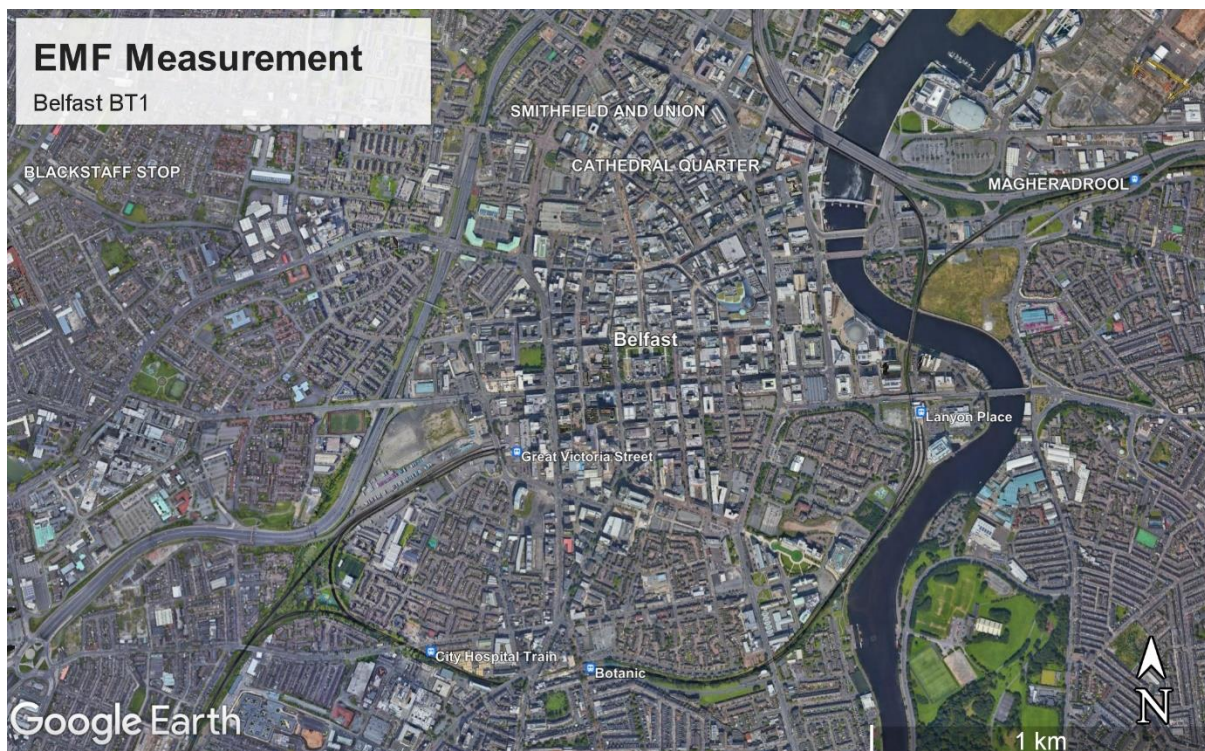 EMF Measurement
Belfast BT1
SMITHFIELD AND UNION
CATHEDRAL QUARTER
BLACKSTAFF STOP
MAGHERADROOL
Belfast
Lanyon Place
Great Victoria Street
City Hospital Train
Botanic
N
Google Earth
1 km